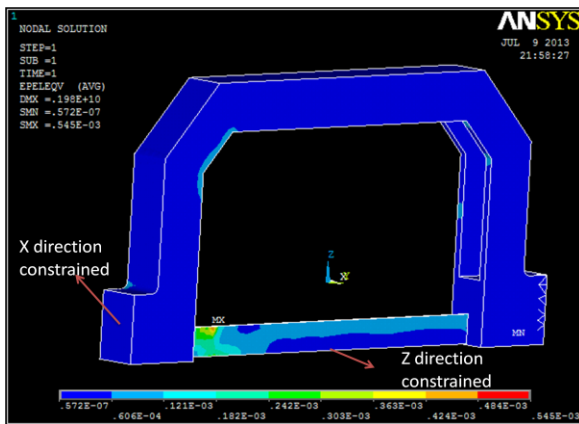 1
NODAL SOLUTION
STEP=1
SUB =1
TIME=1
EPELEQV (AVG)
DMX =.198E+10
SMN =.572E-07
SMX =.545E-03
ANSYS
JUL 9 2013
21:58:27
X direction
constrained
Z
MX
MN
Z direction
constrained
.572E-07 .121E-03 .242E-03 .363E-03 .484E-03
.606E-04 .182E-03 .303E-03 .424E-03 .545E-03